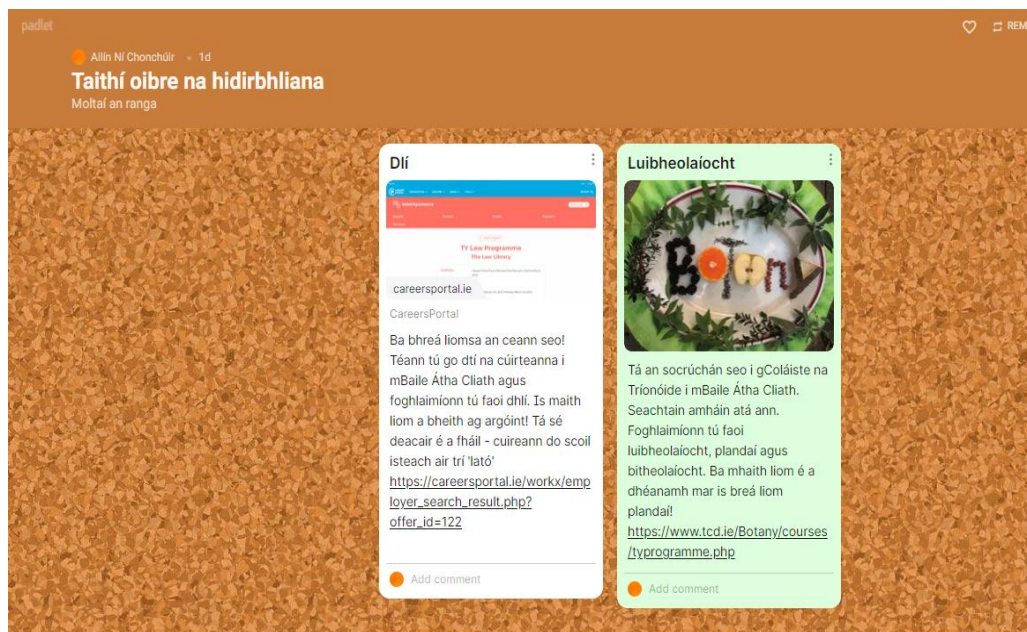 padlet
REM
Ailín Ní Chonchúir • 1d
Taithí oibre na hidirbhliana
Moltaí an ranga
Dlí
TY Law Programme
The Law Library
careersportal.ie
CareersPortal
Ba bhreá liomsa an ceann seo!
Téann tú go dtí na cúirteanna i
mBaile Átha Cliath agus
foghlaimíonn tú faoi dhlí. Is maith
liom a bheith ag argóint! Tá sé
deacair é a fháil - cuireann do scoil
isteach air trí 'lató'
https://careersportal.ie/workx/emp
loyer_search_result.php?
offer_id=122
Add comment
Luibheolaíocht
Botany
Tá an socrúchán seo i gColáiste na
Tríonóide i mBaile Átha Cliath.
Seachtain amháin atá ann.
Foghlaimíonn tú faoi
luibheolaíocht, plandaí agus
bitheolaíocht. Ba mhaith liom é a
dhéanamh mar is breá liom
plandaí!
https://www.tcd.ie/Botany/courses
/typrogramme.php
Add comment